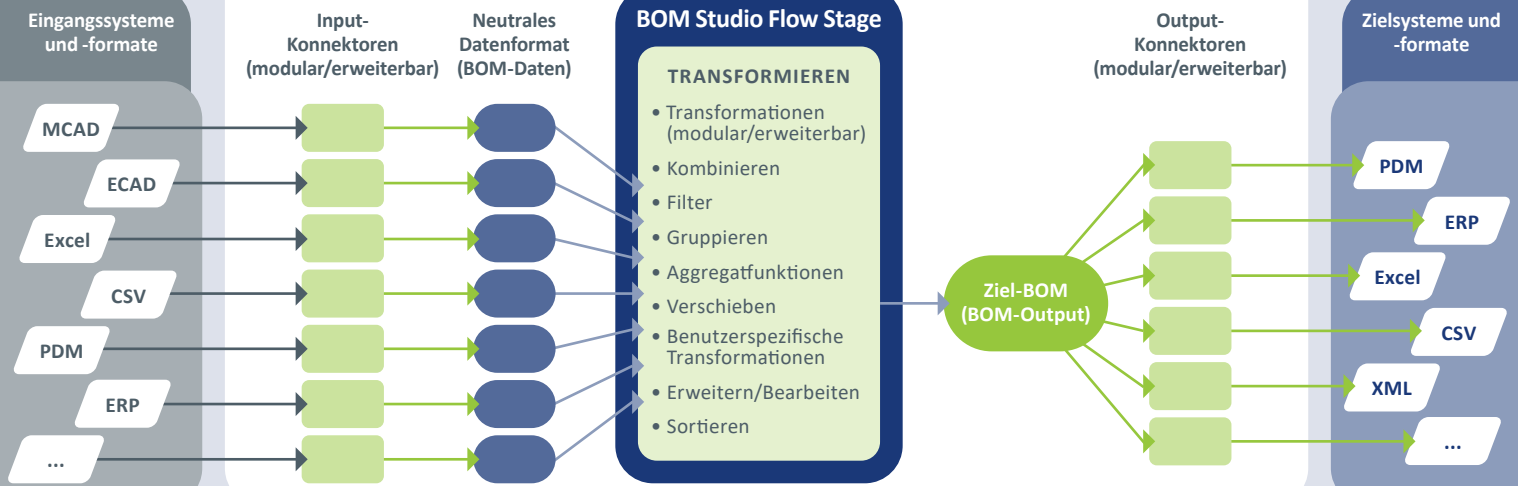 Eingangssysteme
und -formate
MCAD
ECAD
Excel
CSV
PDM
ERP
...
Input-
Konnektoren
(modular/erweiterbar)
Neutrales
Datenformat
(BOM-Daten)
BOM Studio Flow Stage
TRANSFORMIEREN
• Transformationen
(modular/erweiterbar)
• Kombinieren
• Filter
• Gruppieren
• Aggregatfunktionen
• Verschieben
• Benutzerspezifische
Transformationen
• Erweitern/Bearbeiten
• Sortieren
Ziel-BOM
(BOM-Output)
Output-
Konnektoren
(modular/erweiterbar)
Zielsysteme und
-formate
PDM
ERP
Excel
CSV
XML
...